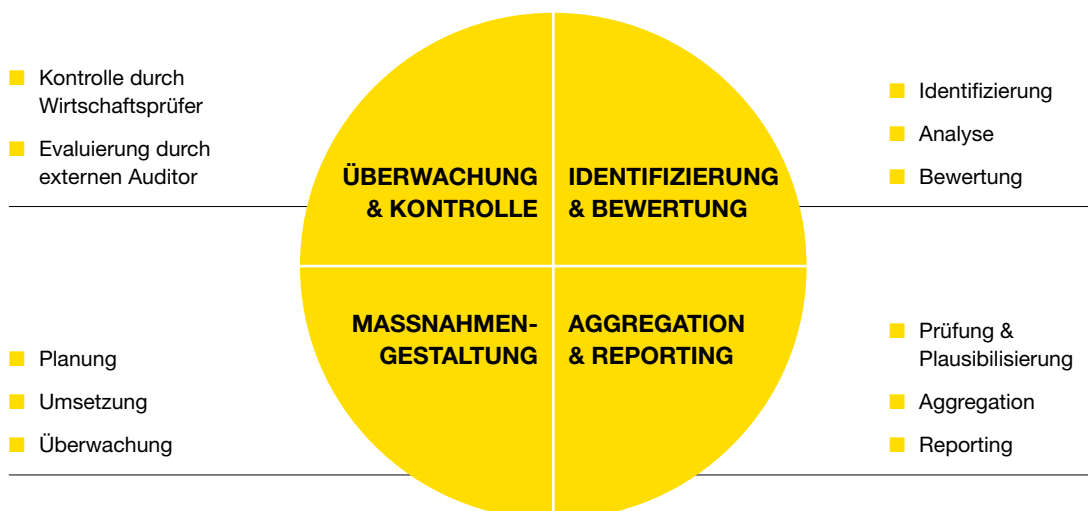 Kontrolle durch
Wirtschaftsprüfer
Evaluierung durch
externen Auditor
ÜBERWACHUNG
& KONTROLLE
IDENTIFIZIERUNG
& BEWERTUNG
Identifizierung
Analyse
Bewertung
Planung
Umsetzung
Überwachung
MASSNAHMEN-
GESTALTUNG
AGGREGATION
& REPORTING
Prüfung &
Plausibilisierung
Aggregation
Reporting